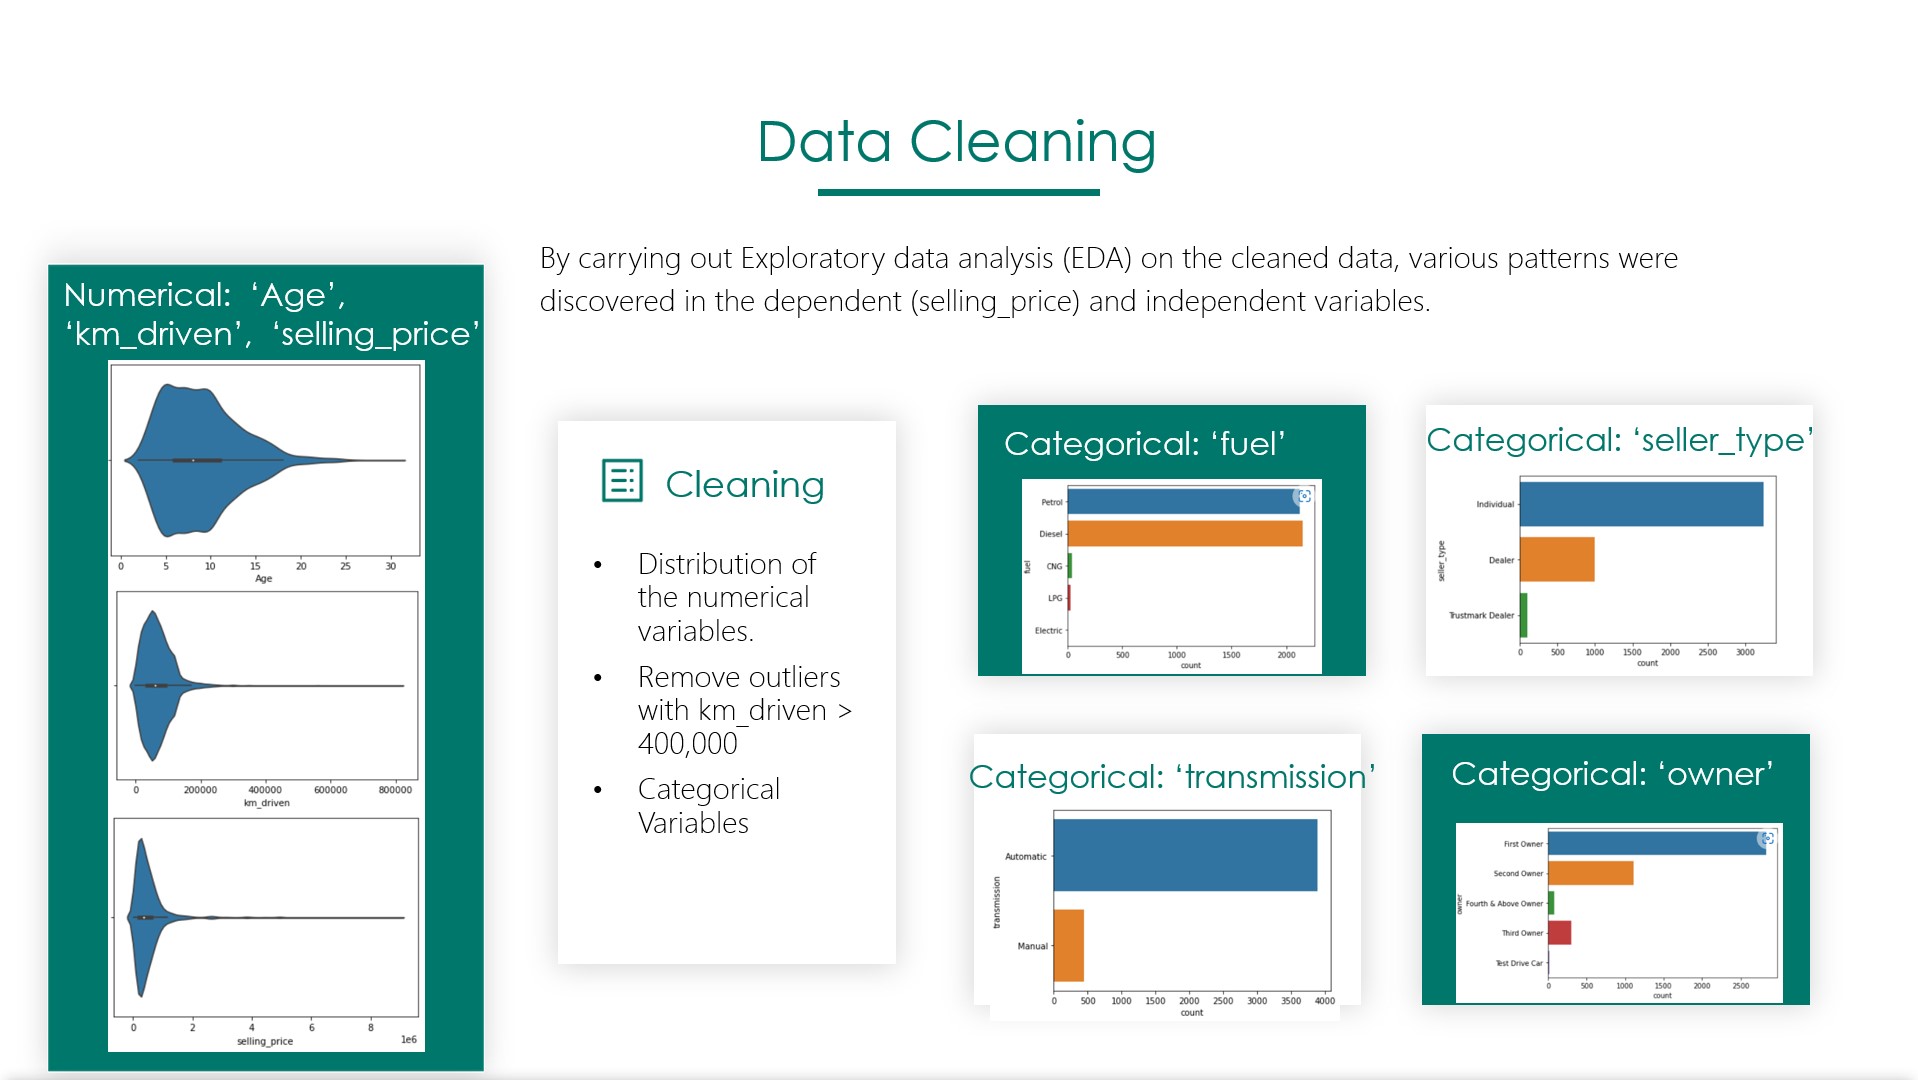 Data Cleaning
By carrying out Exploratory data analysis (EDA) on the cleaned data, various patterns were
discovered in the dependent (selling_price) and independent variables.
Numerical:  ‘Age’,
‘km_driven’,  ‘selling_price’
0 5 10 15 20 25 30
Age
0 200000 400000 600000 800000
km_driven
0 2 4 6 8
1e6
selling_price
Cleaning
• Distribution of
the numerical
variables.
• Remove outliers
with km_driven >
400,000
• Categorical
Variables
Categorical: ‘fuel’
Petrol
Diesel
CNG
LPG
Electric
fuel
0 500 1000 1500 2000
count
Categorical: ‘seller_type’
Individual
Dealer
Trustmark Dealer
seller_type
0 500 1000 1500 2000 2500 3000
count
Categorical: ‘transmission’
Automatic
Manual
transmission
0 500 1000 1500 2000 2500 3000 3500 4000
count
Categorical: ‘owner’
First Owner
Second Owner
Fourth & Above Owner
Third Owner
Test Drive Car
owner
0 500 1000 1500 2000 2500
count